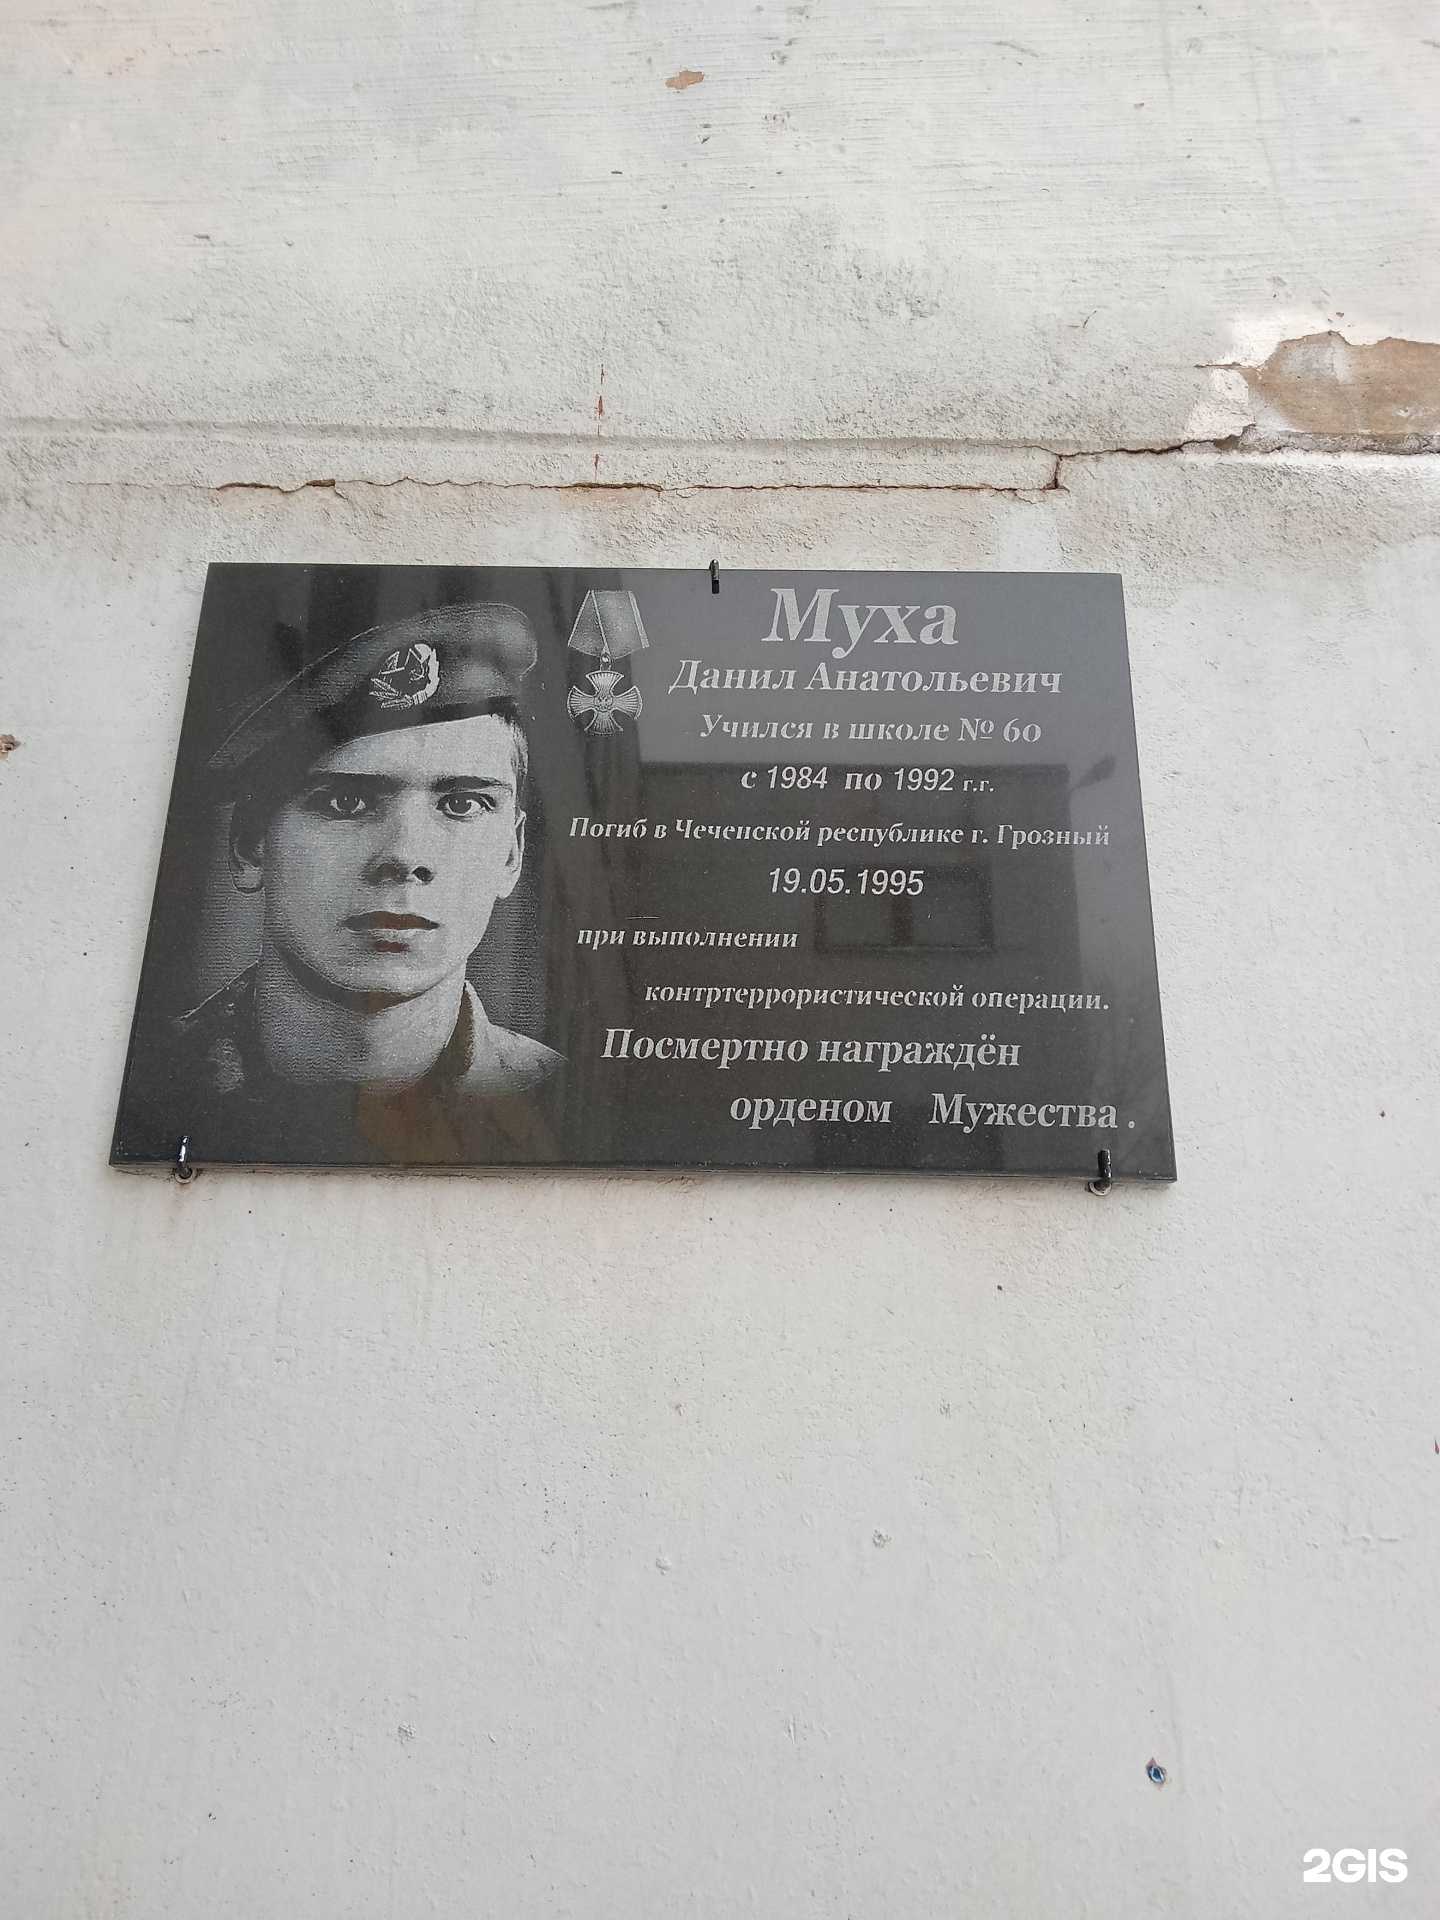 Муха
Данил Анатольевич
Учился в школе № 60
с 1984 по 1992 г.г.
Погиб в Чеченской республике г. Грозный
19.05.1995
при выполнении
контртеррористической операции.
Посмертно награждён
орденом Мужества.
2GIS